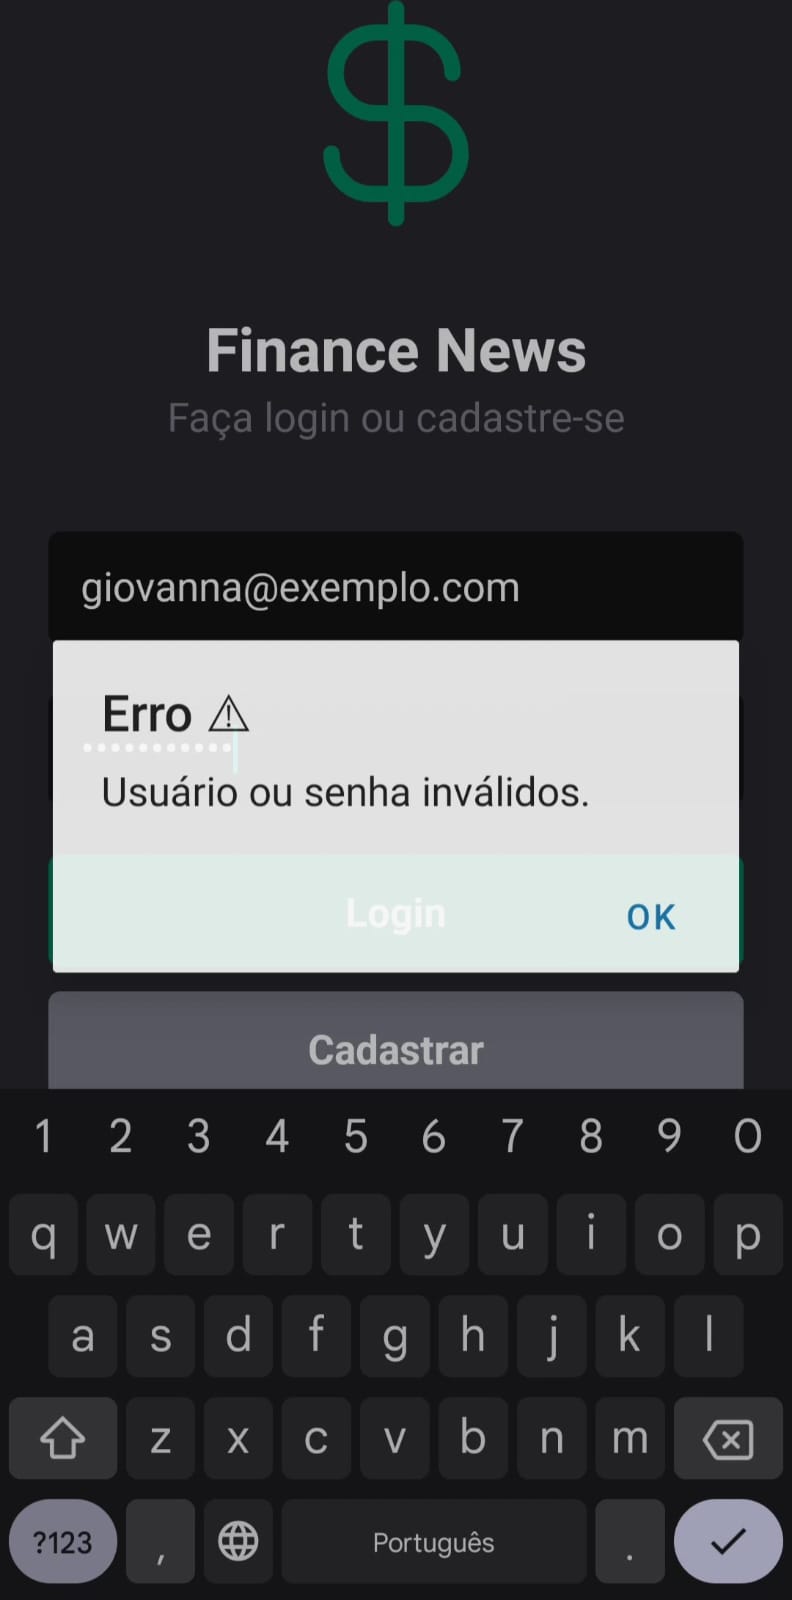 $
Finance News
Faça login ou cadastre-se
giovanna@exemplo.com
Erro ⚠
Usuário ou senha inválidos.
Login
OK
Cadastrar
1 2 3 4 5 6 7 8 9 0
q w e r t y u i o p
a s d f g h j k l
z x c v b n m
?123 , Português .